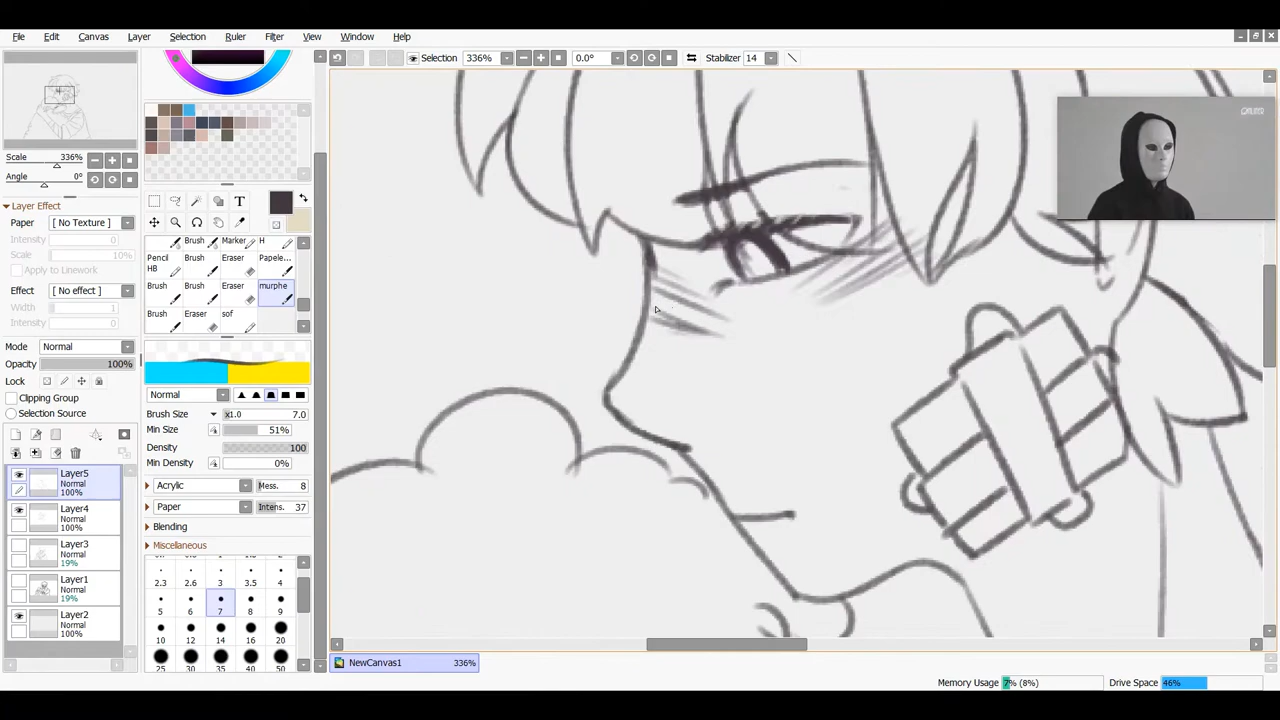 File Edit Canvas Layer Selection Ruler Filter View Window Help
Selection 336% 0.0° Stabilizer 14
Scale 336%
Angle 0°
Layer Effect
Paper [ No Texture ]
Intensity 0
Scale 10%
Apply to Linework
Effect [ No effect ]
Width 1
Intensity
Mode Normal
Opacity 100%
Lock
Clipping Group
Selection Source
Layer5
Normal
100%
Layer4
Normal
100%
Layer3
Normal
19%
Layer1
Normal
19%
Layer2
Normal
100%
T
Brush Brush Marker H
Pencil HB Brush Eraser Papele...
Brush Brush Eraser murphe
Brush Eraser sof
Normal
Brush Size x1.0 7.0
Min Size 51%
Density 100
Min Density 0%
Acrylic Mess. 8
Paper Intens. 37
Blending
Miscellaneous
2.3 2.6 3 3.5 4
5 6 7 8 9
10 12 14 16 20
25 30 35 40 50
NewCanvas1 336%
Memory Usage 7% (8%) Drive Space 46%